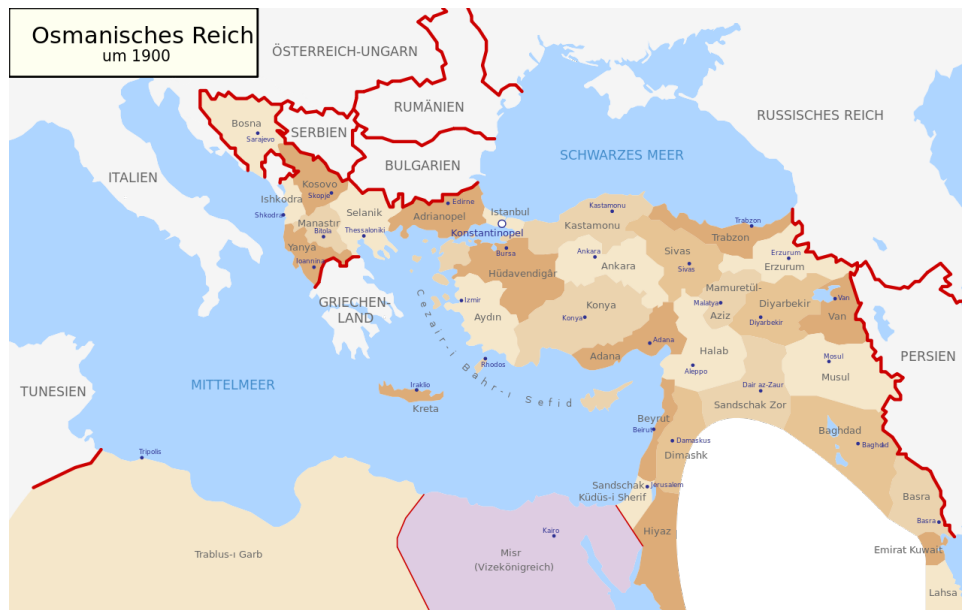 Osmanisches Reich
um 1900
ÖSTERREICH-UNGARN
RUMÄNIEN
RUSSISCHES REICH
Bosna
Sarajevo
SERBIEN
BULGARIEN
SCHWARZES MEER
ITALIEN
Kosovo
Skopje
Ishkodra
Shkodra
Manastır
Bitola
Selanik
Thessaloniki
Adrianopel
Edirne
Istanbul
Konstantinopel
Kastamonu
Kastamonu
Trabzon
Trabzon
Yanya
Ioannina
Bursa
Hüdavendigâr
Ankara
Ankara
Sivas
Sivas
Erzurum
Erzurum
GRIECHEN-
LAND
Cezair-i Bahr-ı Sefid
Izmir
Aydın
Konya
Konya
Mamuretül-
Aziz
Malatya
Diyarbekir
Diyarbekir
Van
Van
Adana
Adana
Halab
Aleppo
Mosul
Musul
PERSIEN
TUNESIEN
MITTELMEER
Rhodos
Iraklio
Kreta
Dair az-Zaur
Sandschak Zor
Beyrut
Beirut
Damaskus
Dimashk
Baghdad
Baghdad
Tripolis
Sandschak
Küdüs-i Sherif
Jerusalem
Basra
Basra
Hiyaz
Kairo
Misr
(Vizekönigreich)
Trablus-ı Garb
Emirat Kuwait
Lahsa